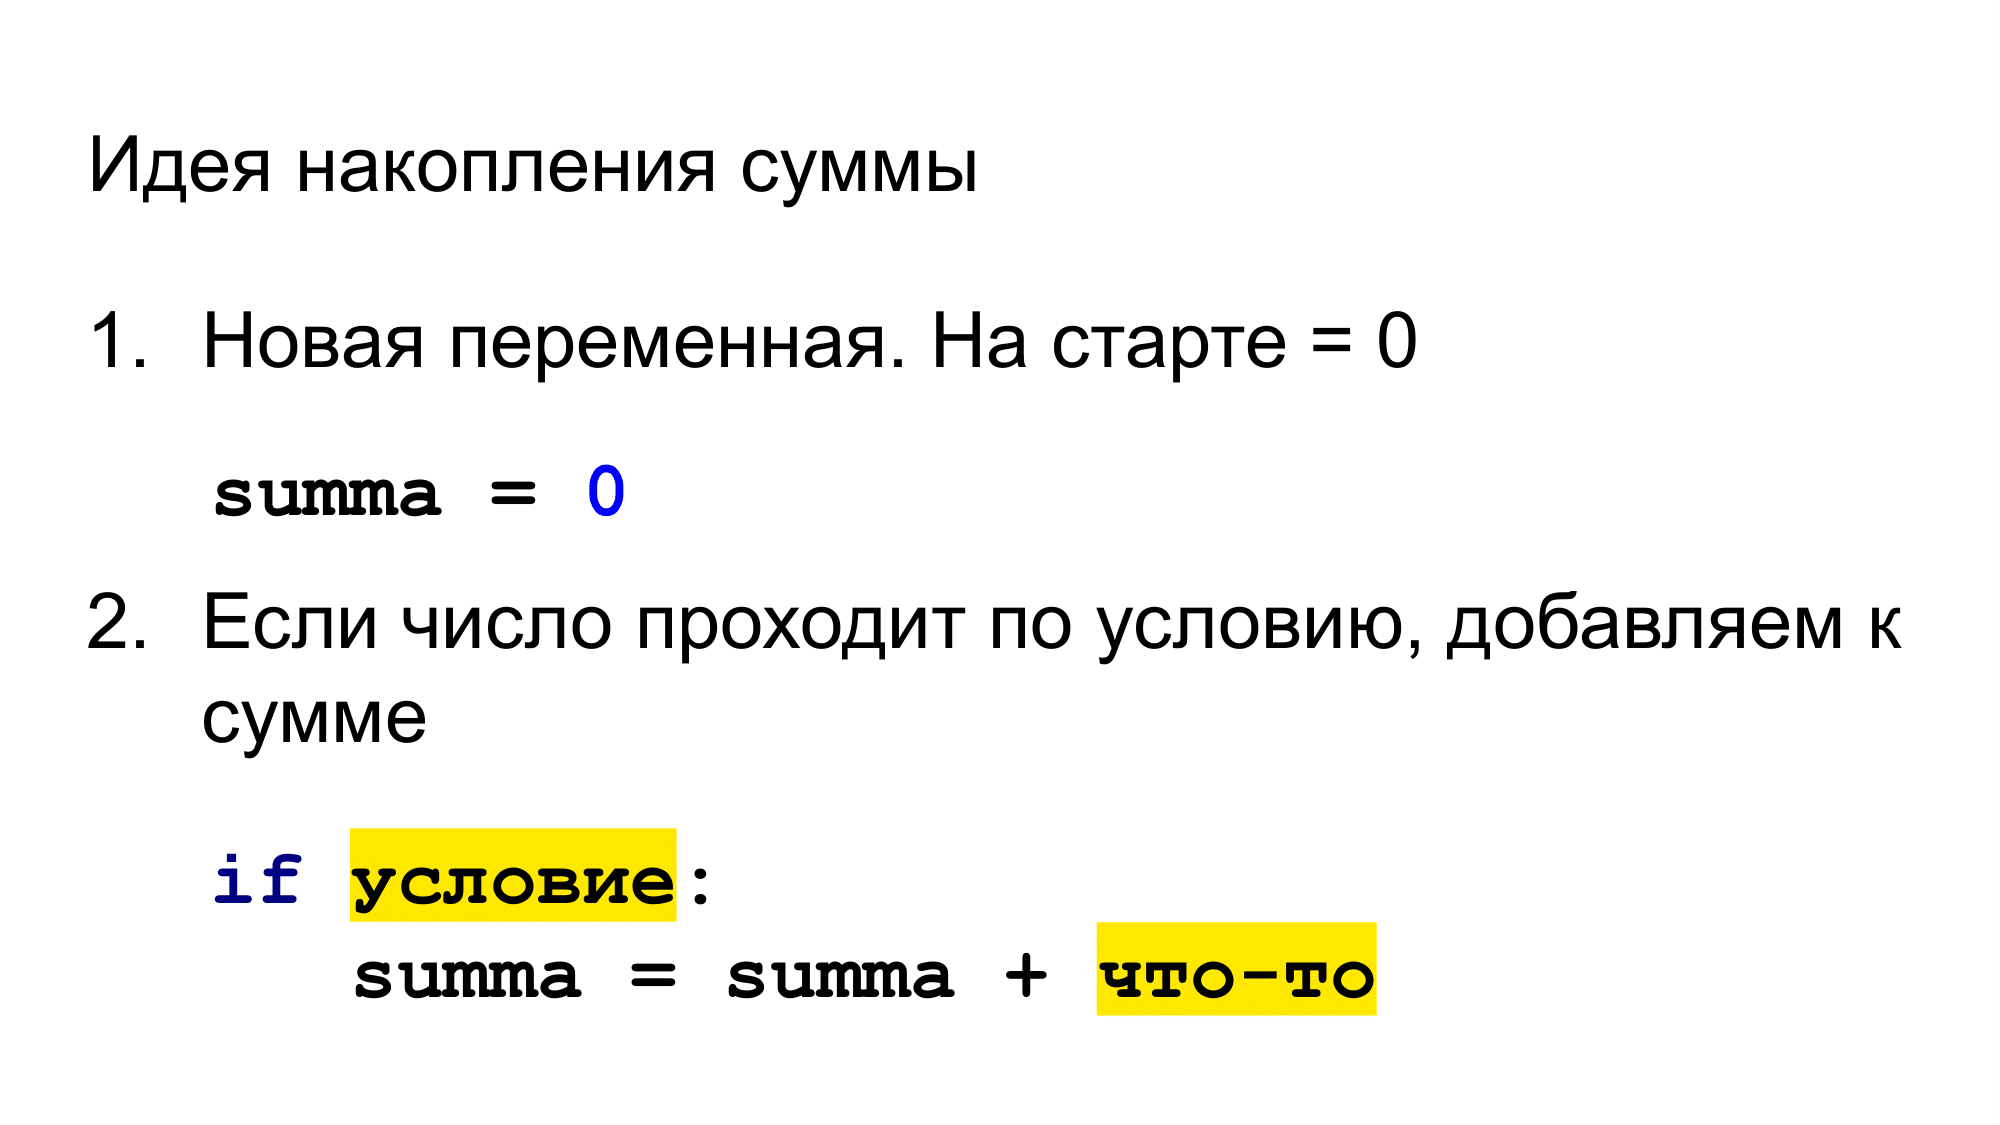 Идея накопления суммы
1. Новая переменная. На старте = 0
summa = 0
2. Если число проходит по условию, добавляем к
сумме
if условие:
summa = summa + что-то